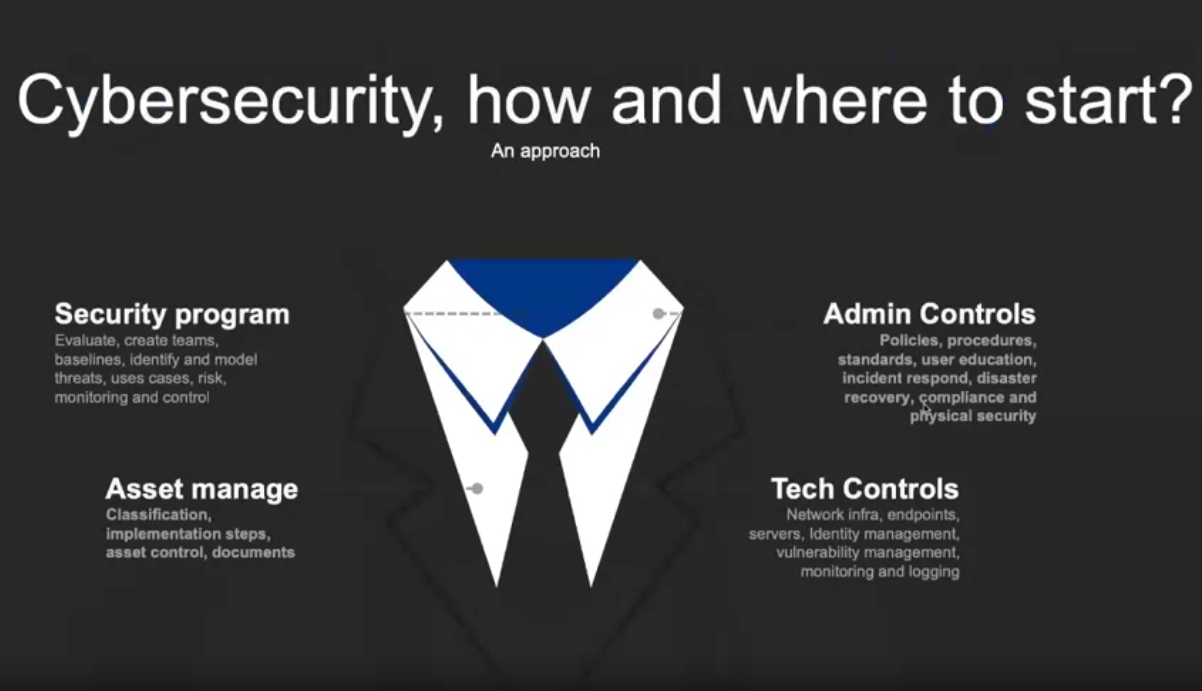 Cybersecurity, how and where to start?
An approach
Security program
Evaluate, create teams,
baselines, identify and model
threats, uses cases, risk,
monitoring and control
Admin Controls
Policies, procedures,
standards, user education,
incident respond, disaster
recovery, compliance and
physical security
Asset manage
Classification,
implementation steps,
asset control, documents
Tech Controls
Network infra, endpoints,
servers, Identity management,
vulnerability management,
monitoring and logging